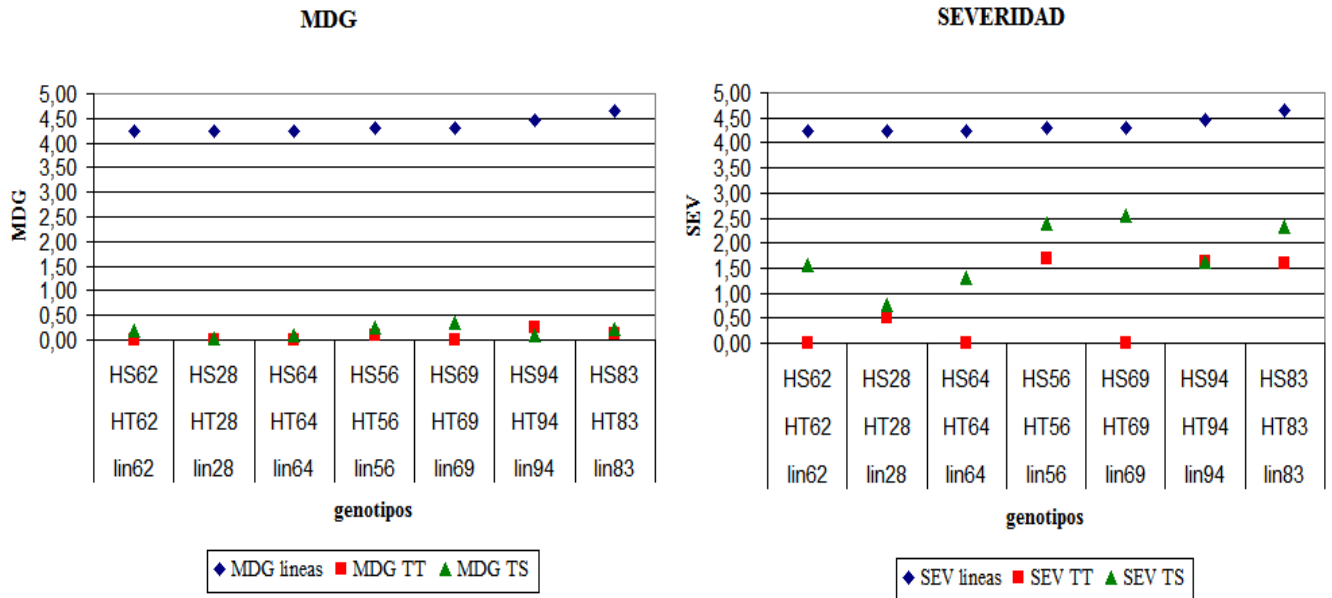 MDG
5,00
4,50
4,00
3,50
3,00
2,50
2,00
1,50
1,00
0,50
0,00
MDG
HS62 HS28 HS64 HS56 HS69 HS94 HS83
HT62 HT28 HT64 HT56 HT69 HT94 HT83
lin62 lin28 lin64 lin56 lin69 lin94 lin83
genotipos
MDG lineas MDG TT MDG TS
SEVERIDAD
5,00
4,50
4,00
3,50
3,00
2,50
2,00
1,50
1,00
0,50
0,00
SEV
HS62 HS28 HS64 HS56 HS69 HS94 HS83
HT62 HT28 HT64 HT56 HT69 HT94 HT83
lin62 lin28 lin64 lin56 lin69 lin94 lin83
genotipos
SEV lineas SEV TT SEV TS